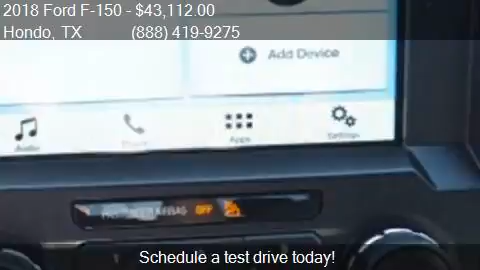 2018 Ford F-150 - $43,112.00
Hondo, TX (888) 419-9275
Add Device
Audio Phone Apps Settings
OFF
Schedule a test drive today!